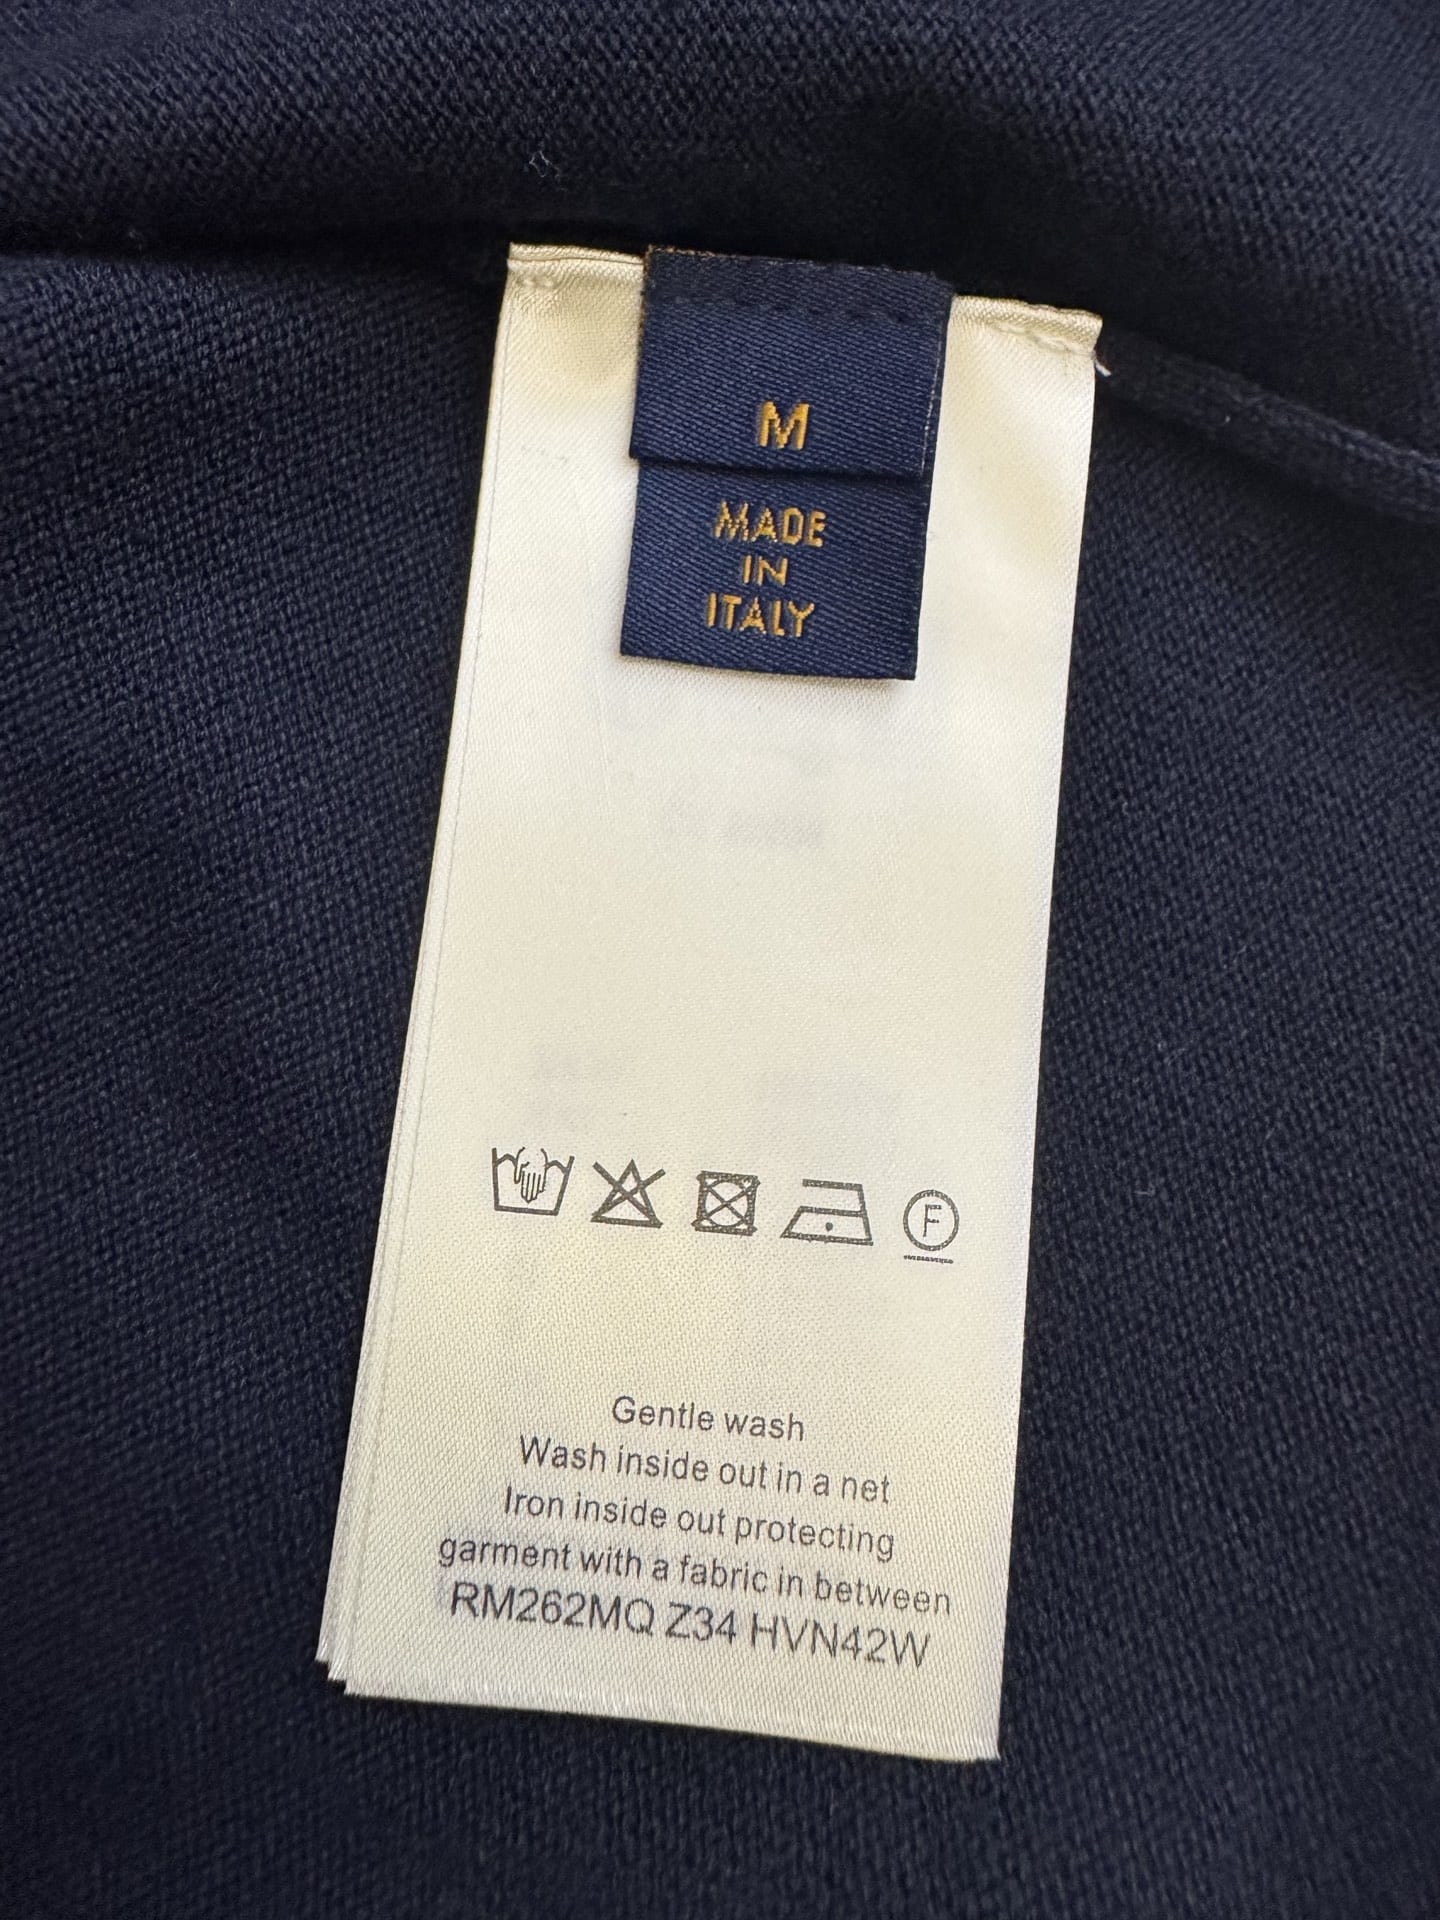 M
MADE
IN
ITALY
F
Gentle wash
Wash inside out in a net
Iron inside out protecting
garment with a fabric in between
RM262MQ Z34 HVN42W